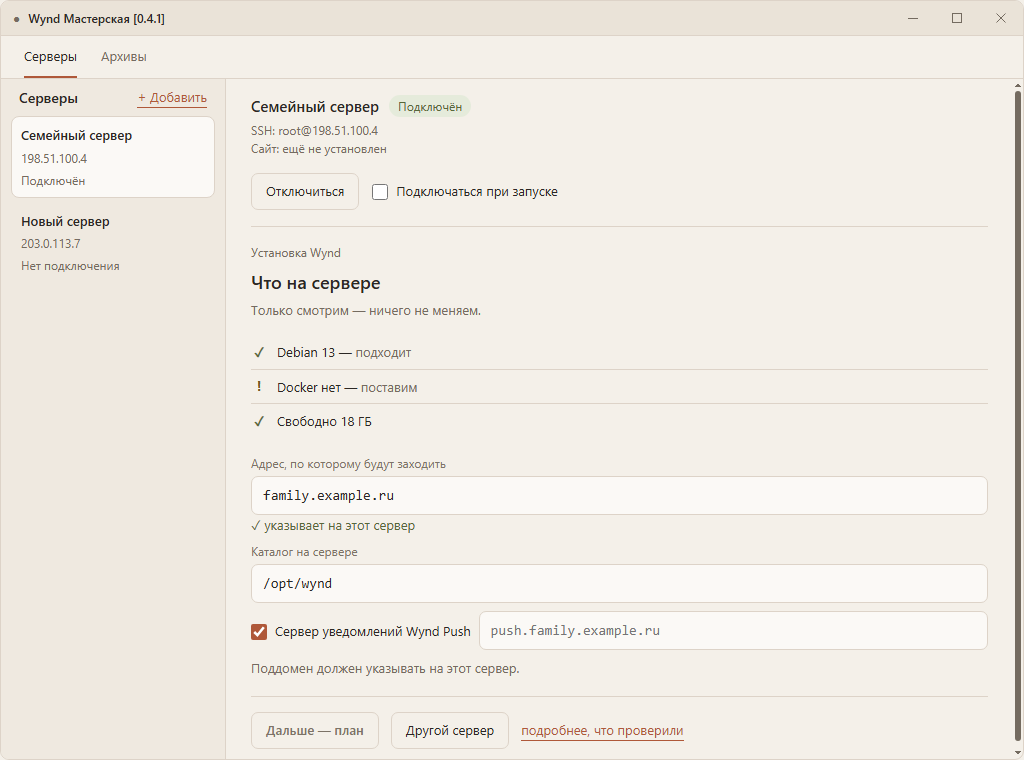 Wynd Мастерская [0.4.1]
Серверы
Архивы
Серверы
+ Добавить
Семейный сервер
198.51.100.4
Подключён
Новый сервер
203.0.113.7
Нет подключения
Семейный сервер Подключён
SSH: root@198.51.100.4
Сайт: ещё не установлен
Отключиться
Подключаться при запуске
Установка Wynd
Что на сервере
Только смотрим — ничего не меняем.
✓ Debian 13 — подходит
! Docker нет — поставим
✓ Свободно 18 ГБ
Адрес, по которому будут заходить
family.example.ru
✓ указывает на этот сервер
Каталог на сервере
/opt/wynd
Сервер уведомлений Wynd Push
push.family.example.ru
Поддомен должен указывать на этот сервер.
Дальше — план
Другой сервер
подробнее, что проверили